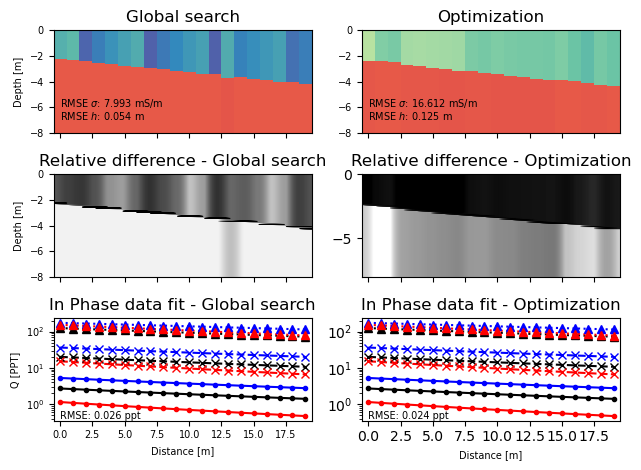 Global search
Optimization
0
−2
−4
−6
−8
Depth [m]
RMSE σ: 7.993 mS/m
RMSE h: 0.054 m
0
−2
−4
−6
−8
RMSE σ: 16.612 mS/m
RMSE h: 0.125 m
Relative difference - Global search
Relative difference - Optimization
0
−2
−4
−6
−8
Depth [m]
0
−5
In Phase data fit - Global search
In Phase data fit - Optimization
10²
10¹
10⁰
Q [PPT]
RMSE: 0.026 ppt
0.0 2.5 5.0 7.5 10.0 12.5 15.0 17.5
Distance [m]
10²
10¹
10⁰
RMSE: 0.024 ppt
0.0 2.5 5.0 7.5 10.0 12.5 15.0 17.5
Distance [m]